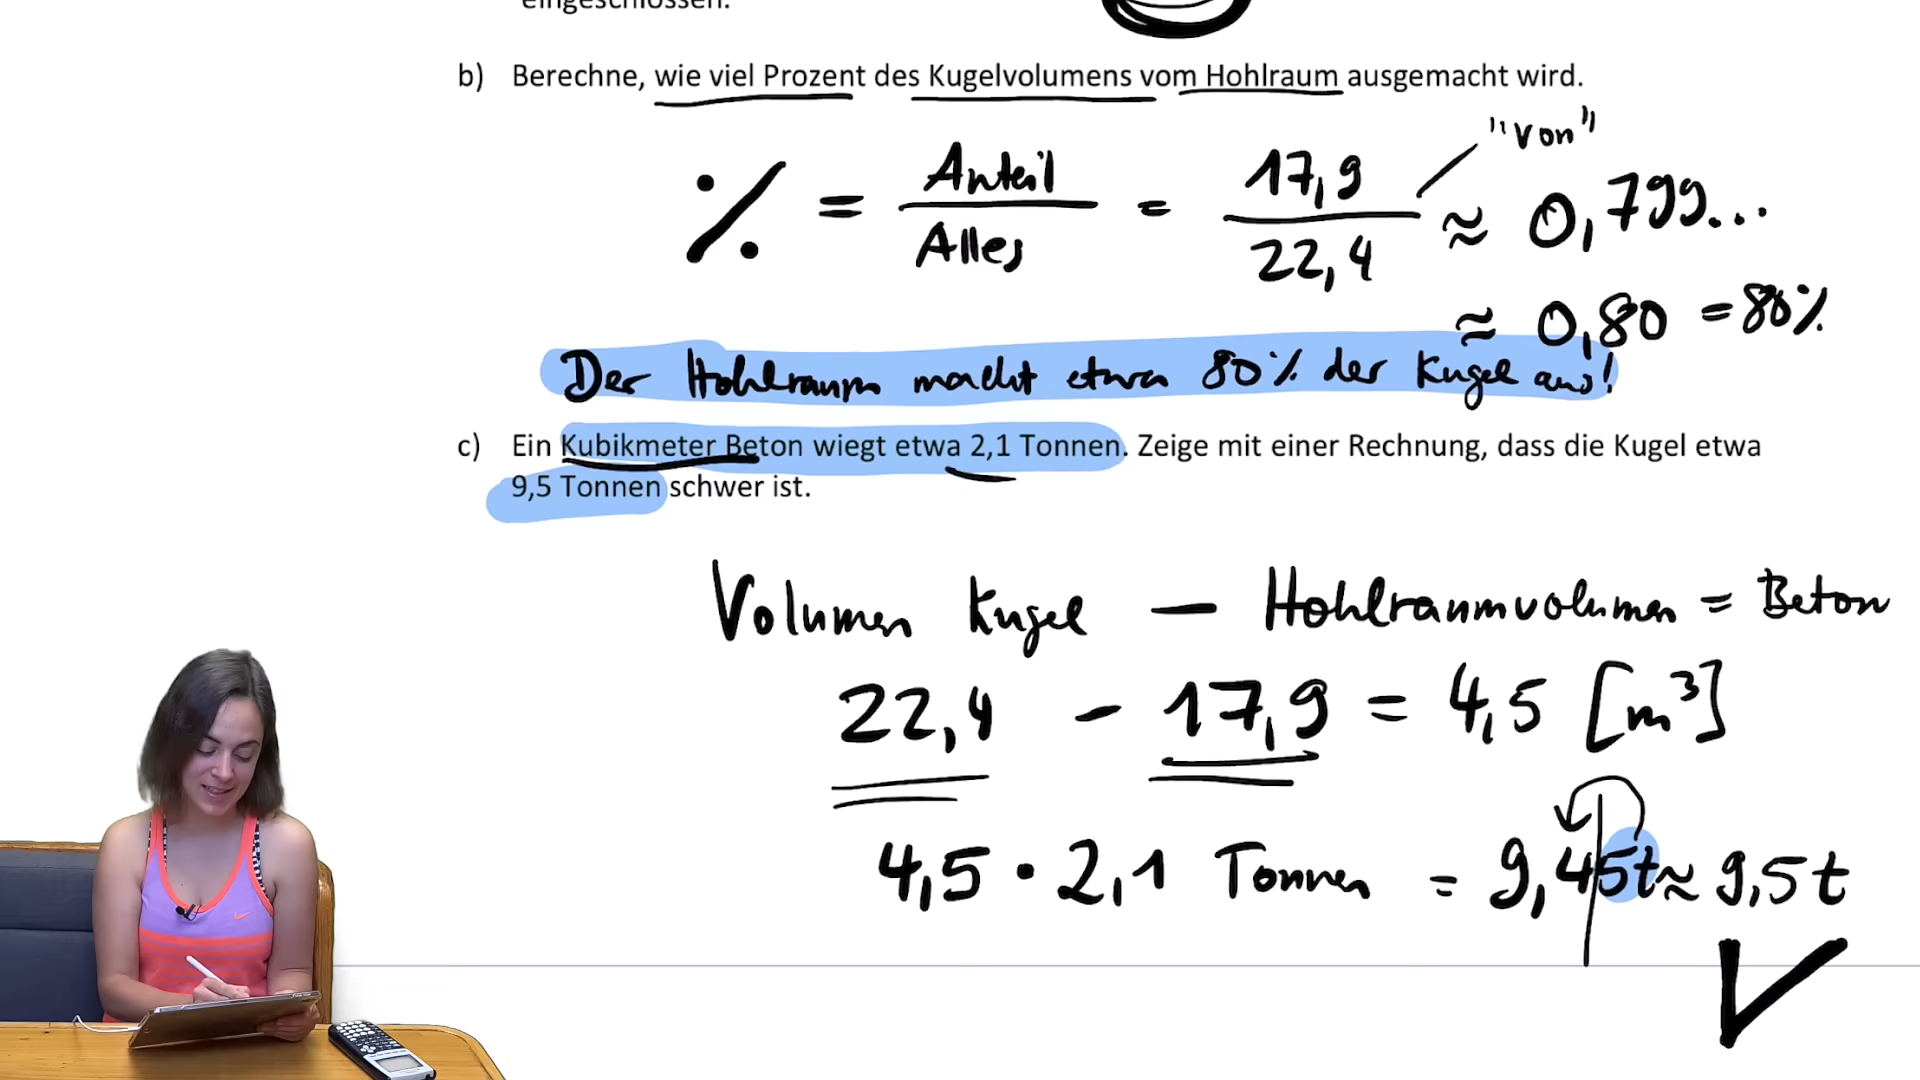 eingeschlossen.
b) Berechne, wie viel Prozent des Kugelvolumens vom Hohlraum ausgemacht wird.
"von"
% = Anteil / Alles = 17,9 / 22,4 ≈ 0,799...
≈ 0,80 = 80%
Der Hohlraum macht etwa 80% der Kugel aus!
c) Ein Kubikmeter Beton wiegt etwa 2,1 Tonnen. Zeige mit einer Rechnung, dass die Kugel etwa
9,5 Tonnen schwer ist.
Volumen Kugel – Hohlraumvolumen = Beton
22,4 – 17,9 = 4,5 [m³]
4,5 · 2,1 Tonnen = 9,45t ≈ 9,5t